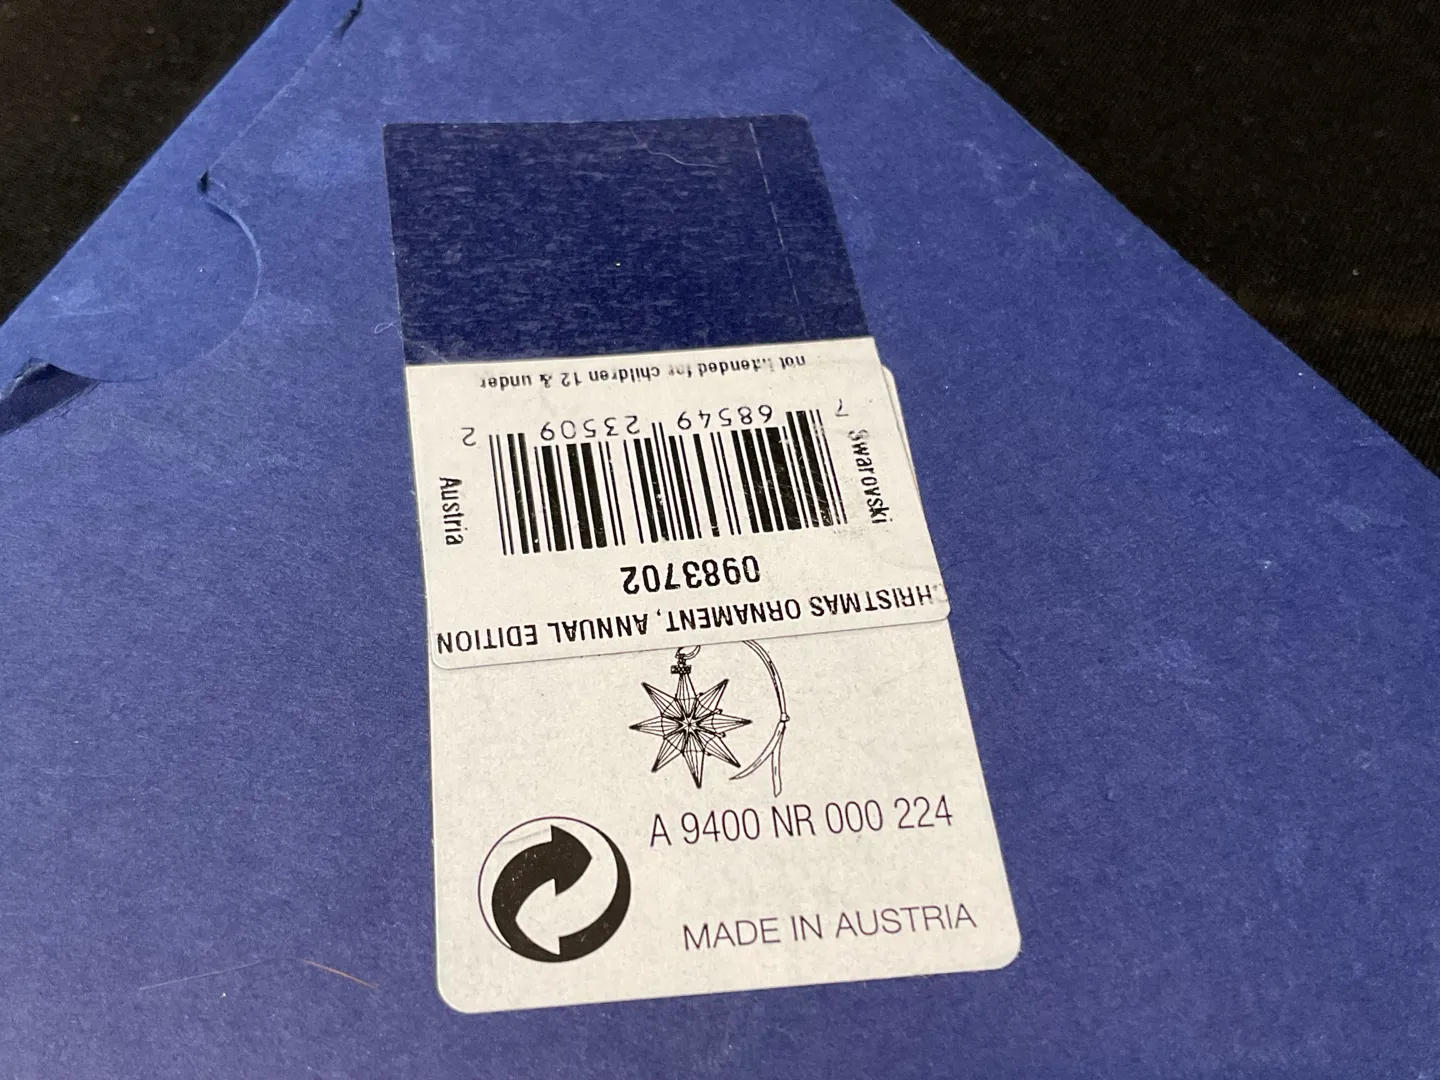 CHRISTMAS ORNAMENT, ANNUAL EDITION
0983702
Swarovski
Austria
7 68549 23509 2
not intended for children 12 & under
A 9400 NR 000 224
MADE IN AUSTRIA